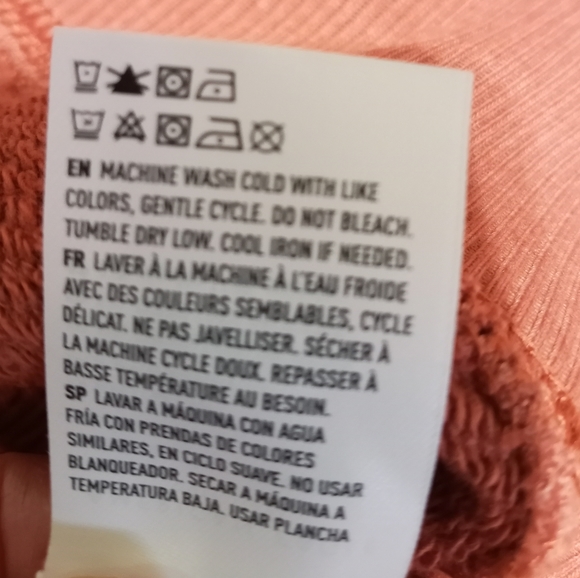 EN MACHINE WASH COLD WITH LIKE
COLORS, GENTLE CYCLE. DO NOT BLEACH.
TUMBLE DRY LOW. COOL IRON IF NEEDED.
FR LAVER À LA MACHINE À L'EAU FROIDE
AVEC DES COULEURS SEMBLABLES, CYCLE
DÉLICAT. NE PAS JAVELLISER. SÉCHER À
LA MACHINE CYCLE DOUX. REPASSER À
BASSE TEMPÉRATURE AU BESOIN.
SP LAVAR A MÁQUINA CON AGUA
FRÍA CON PRENDAS DE COLORES
SIMILARES, EN CICLO SUAVE. NO USAR
BLANQUEADOR. SECAR A MÁQUINA A
TEMPERATURA BAJA. USAR PLANCHA